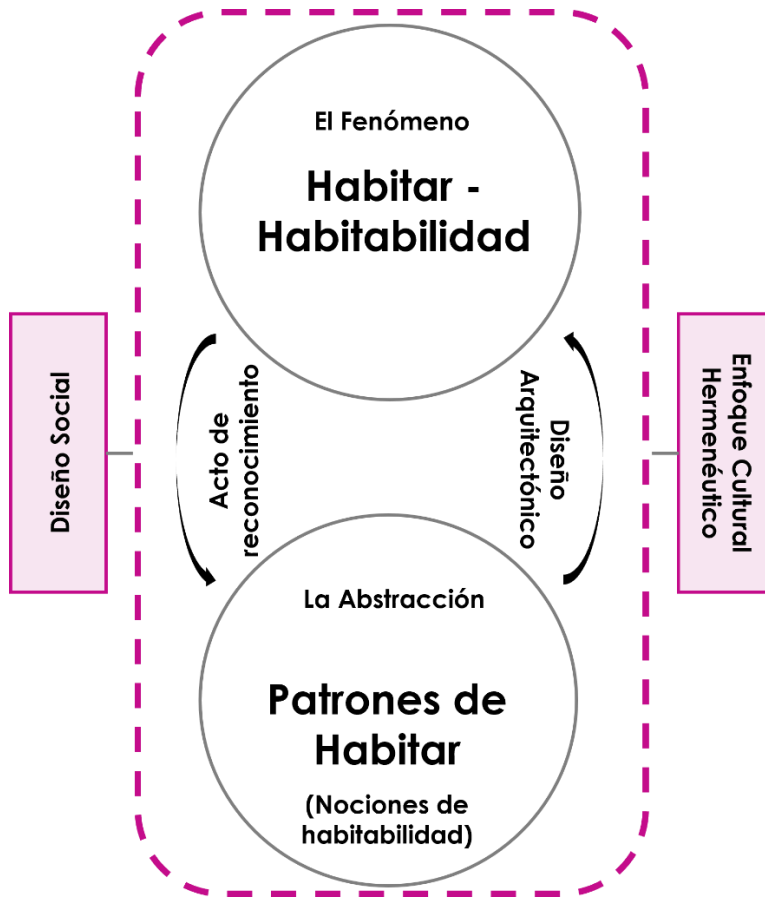 El Fenómeno
Habitar -
Habitabilidad
Diseño Social
Acto de
reconocimiento
Diseño
Arquitectónico
Enfoque Cultural
Hermenéutico
La Abstracción
Patrones de
Habitar
(Nociones de
habitabilidad)